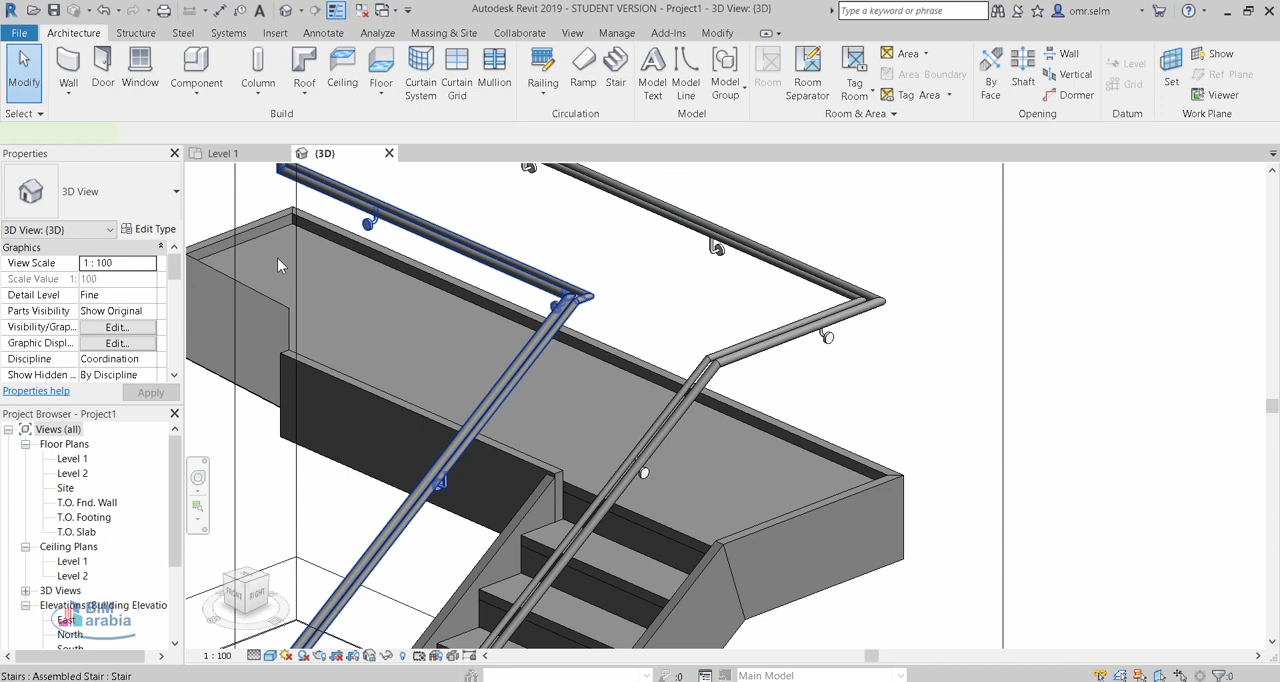 Autodesk Revit 2019 - STUDENT VERSION - Project1 - 3D View: {3D}
Type a keyword or phrase
omr.selm
File Architecture Structure Steel Systems Insert Annotate Analyze Massing & Site Collaborate View Manage Add-Ins Modify
Modify Wall Door Window Component Column Roof Ceiling Floor Curtain System Curtain Grid Mullion Railing Ramp Stair Model Text Model Line Model Group Room Room Separator Tag Room
Area
Area Boundary
Tag Area
By Face Shaft
Wall
Vertical
Dormer
Level
Grid
Set
Show
Ref Plane
Viewer
Select Build Circulation Model Room & Area Opening Datum Work Plane
Properties
Level 1
{3D}
3D View
3D View: {3D} Edit Type
Graphics
View Scale 1 : 100
Scale Value 1: 100
Detail Level Fine
Parts Visibility Show Original
Visibility/Grap... Edit...
Graphic Displ... Edit...
Discipline Coordination
Show Hidden ... By Discipline
Properties help Apply
Project Browser - Project1
Views (all)
Floor Plans
Level 1
Level 2
Site
T.O. Fnd. Wall
T.O. Footing
T.O. Slab
Ceiling Plans
Level 1
Level 2
3D Views
Elevations (Building Elevatio
East
North
South
BIM
arabia
FRONT RIGHT
1 : 100
Stairs : Assembled Stair : Stair
:0
Main Model
:0